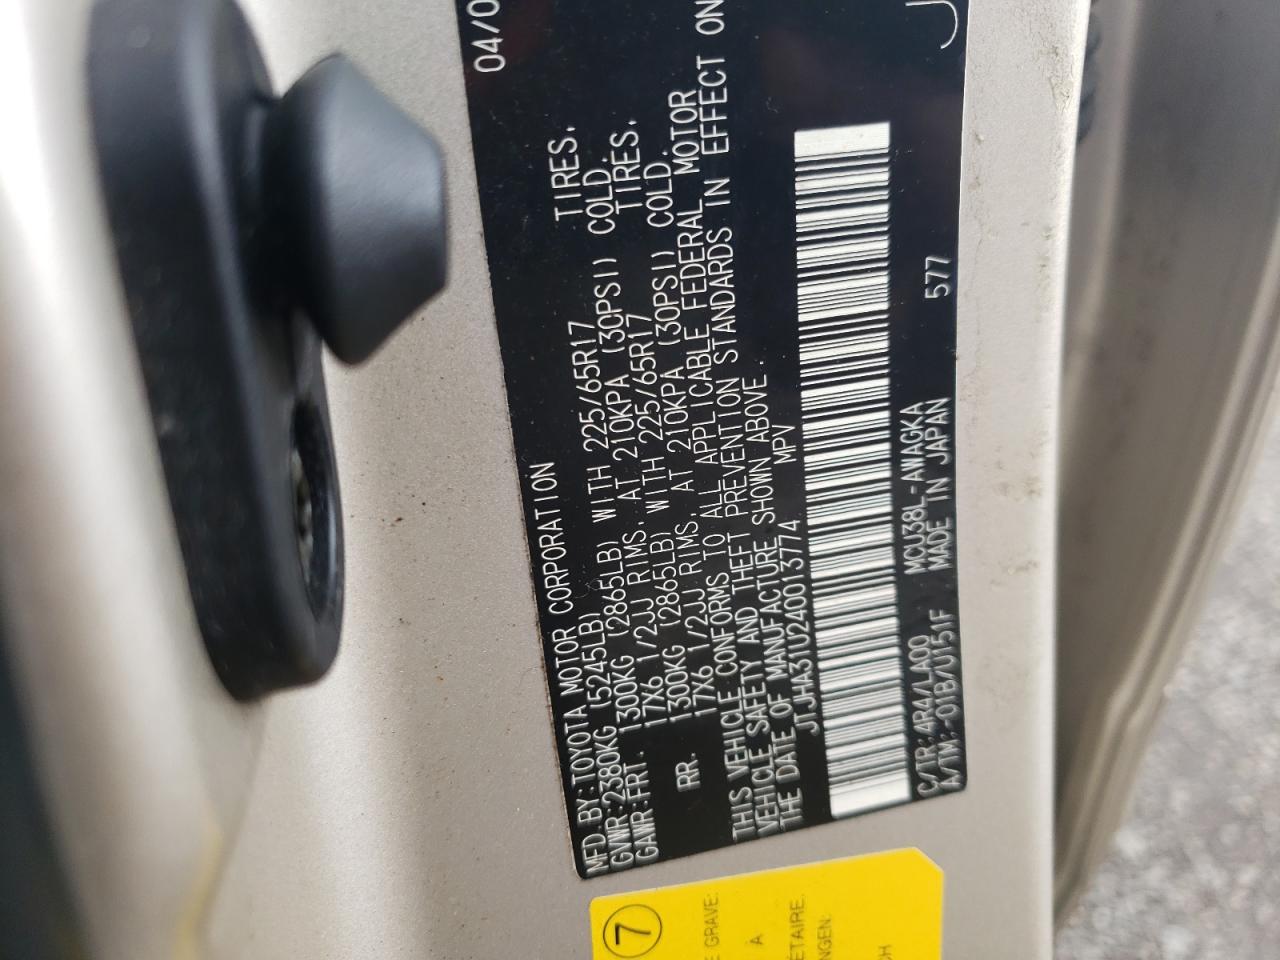 MFD. BY: TOYOTA MOTOR CORPORATION 04/0
GVWR: 2380KG (5245LB)
GAWR: FRT. 1300KG (2865LB) WITH 225/65R17 TIRES,
17X6 1/2JJ RIMS, AT 210KPA (30PSI) COLD.
RR. 1300KG (2865LB) WITH 225/65R17 TIRES,
17X6 1/2JJ RIMS, AT 210KPA (30PSI) COLD.
THIS VEHICLE CONFORMS TO ALL APPLICABLE FEDERAL MOTOR
VEHICLE SAFETY AND THEFT PREVENTION STANDARDS IN EFFECT ON
THE DATE OF MANUFACTURE SHOWN ABOVE.
JTJHA31U240013774 MPV
C/TR: 4R4/LA00 MCU38L-AWAGKA 577
A/TM: -01B/U151F MADE IN JAPAN
J
7
E GRAVE:
A
ÉTAIRE.
NGEN:
CH